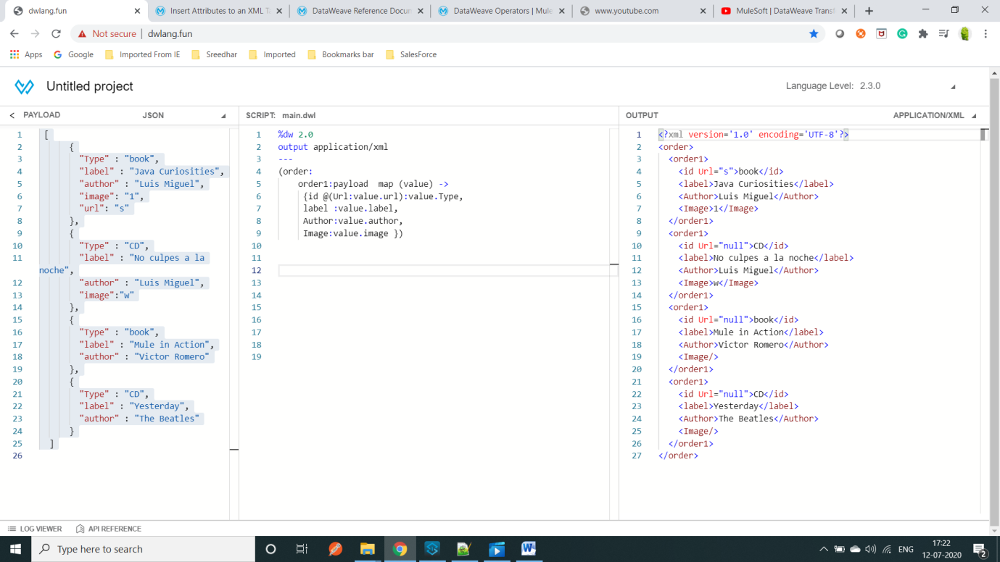 dwlang.fun
Insert Attributes to an XML T
DataWeave Reference Docun
DataWeave Operators | Mule
www.youtube.com
MuleSoft | DataWeave Transf
Not secure | dwlang.fun
Apps Google Imported From IE Sreedhar Imported Bookmarks bar SalesForce
Untitled project
Language Level: 2.3.0
< PAYLOAD JSON
1 [
2 {
3 "Type" : "book",
4 "label" : "Java Curiosities",
5 "author" : "Luis Miguel",
6 "image": "1",
7 "url": "s"
8 },
9 {
10 "Type" : "CD",
11 "label" : "No culpes a la
noche",
12 "author" : "Luis Miguel",
13 "image":"w"
14 },
15 {
16 "Type" : "book",
17 "label" : "Mule in Action",
18 "author" : "Victor Romero"
19 },
20 {
21 "Type" : "CD",
22 "label" : "Yesterday",
23 "author" : "The Beatles"
24 }
25 ]
26
SCRIPT: main.dwl
1 %dw 2.0
2 output application/xml
3 ---
4 (order:
5 order1:payload  map (value) ->
6 {id @(Url:value.url):value.Type,
7 label :value.label,
8 Author:value.author,
9 Image:value.image })
10
11
12
13
14
15
16
17
18
19
OUTPUT APPLICATION/XML
1 <?xml version='1.0' encoding='UTF-8'?>
2 <order>
3 <order1>
4 <id Url="s">book</id>
5 <label>Java Curiosities</label>
6 <Author>Luis Miguel</Author>
7 <Image>1</Image>
8 </order1>
9 <order1>
10 <id Url="null">CD</id>
11 <label>No culpes a la noche</label>
12 <Author>Luis Miguel</Author>
13 <Image>w</Image>
14 </order1>
15 <order1>
16 <id Url="null">book</id>
17 <label>Mule in Action</label>
18 <Author>Victor Romero</Author>
19 <Image/>
20 </order1>
21 <order1>
22 <id Url="null">CD</id>
23 <label>Yesterday</label>
24 <Author>The Beatles</Author>
25 <Image/>
26 </order1>
27 </order>
LOG VIEWER API REFERENCE
Type here to search
ENG
17:22
12-07-2020
2